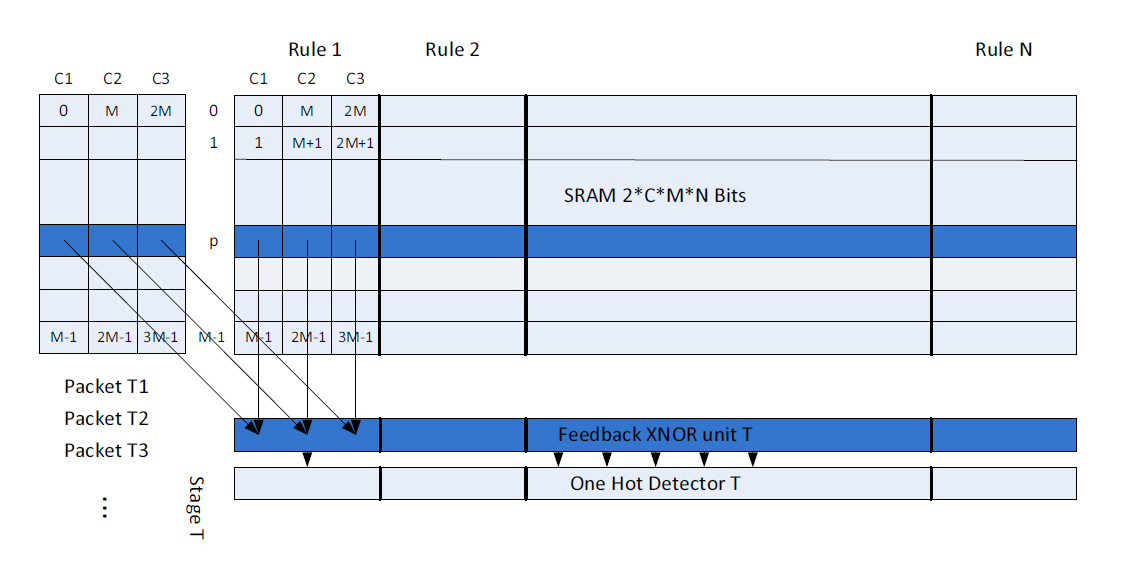 Rule 1 Rule 2 Rule N
C1 C2 C3 C1 C2 C3
0 M 2M 0 0 M 2M
1 1 M+1 2M+1
SRAM 2*C*M*N Bits
p
M-1 2M-1 3M-1 M-1 M-1 2M-1 3M-1
Packet T1
Packet T2
Feedback XNOR unit T
Packet T3
One Hot Detector T
Stage T
...